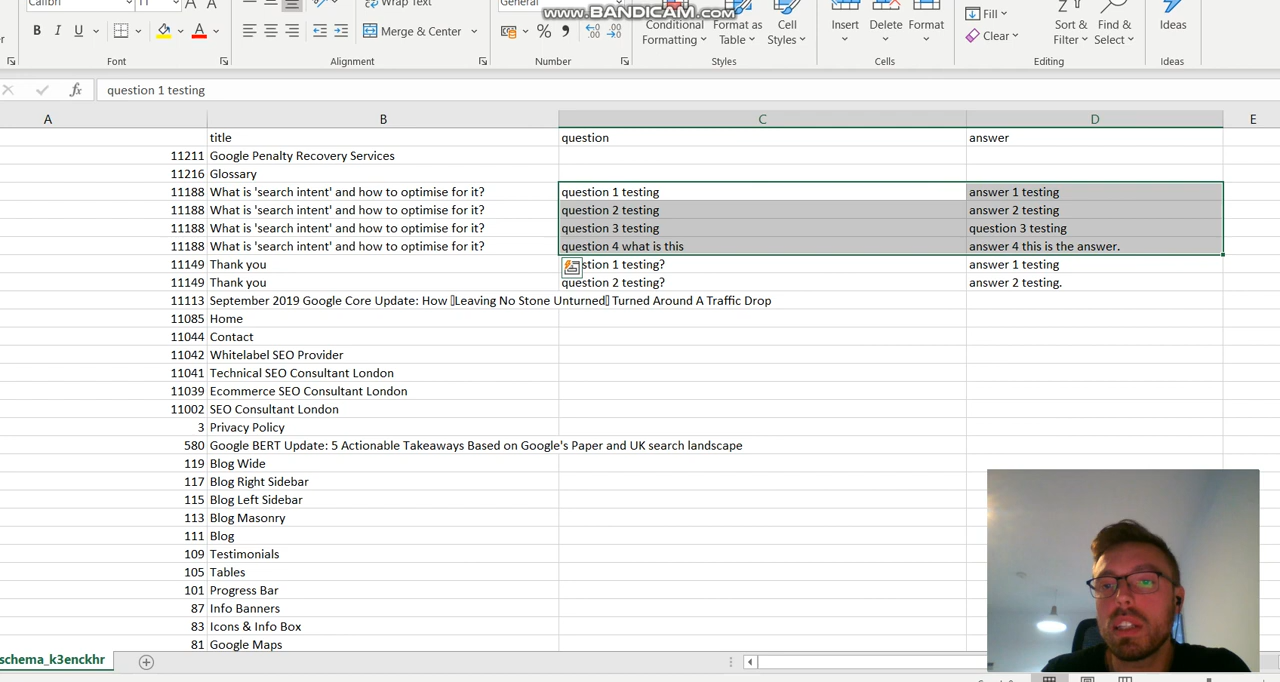 Calibri 11 A A Wrap Text General www.BANDICAM.com Conditional Formatting Format as Table Cell Styles Insert Delete Format Fill Clear Sort & Filter Find & Select Ideas
B I U Merge & Center %
Font Alignment Number Styles Cells Editing Ideas
fx question 1 testing
A B C D E
title question answer
11211 Google Penalty Recovery Services
11216 Glossary
11188 What is 'search intent' and how to optimise for it? question 1 testing answer 1 testing
11188 What is 'search intent' and how to optimise for it? question 2 testing answer 2 testing
11188 What is 'search intent' and how to optimise for it? question 3 testing question 3 testing
11188 What is 'search intent' and how to optimise for it? question 4 what is this answer 4 this is the answer.
11149 Thank you stion 1 testing? answer 1 testing
11149 Thank you question 2 testing? answer 2 testing.
11113 September 2019 Google Core Update: How Leaving No Stone Unturned Turned Around A Traffic Drop
11085 Home
11044 Contact
11042 Whitelabel SEO Provider
11041 Technical SEO Consultant London
11039 Ecommerce SEO Consultant London
11002 SEO Consultant London
3 Privacy Policy
580 Google BERT Update: 5 Actionable Takeaways Based on Google's Paper and UK search landscape
119 Blog Wide
117 Blog Right Sidebar
115 Blog Left Sidebar
113 Blog Masonry
111 Blog
109 Testimonials
105 Tables
101 Progress Bar
87 Info Banners
83 Icons & Info Box
81 Google Maps
schema_k3enckhr